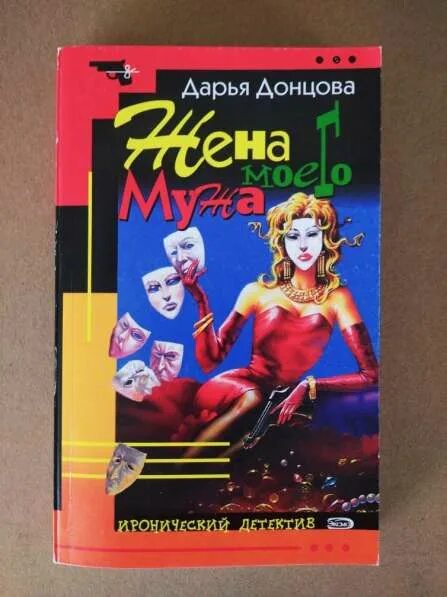 Дарья Донцова
Жена
моего
Мужа
ИРОНИЧЕСКИЙ ДЕТЕКТИВ
ЭКСМО